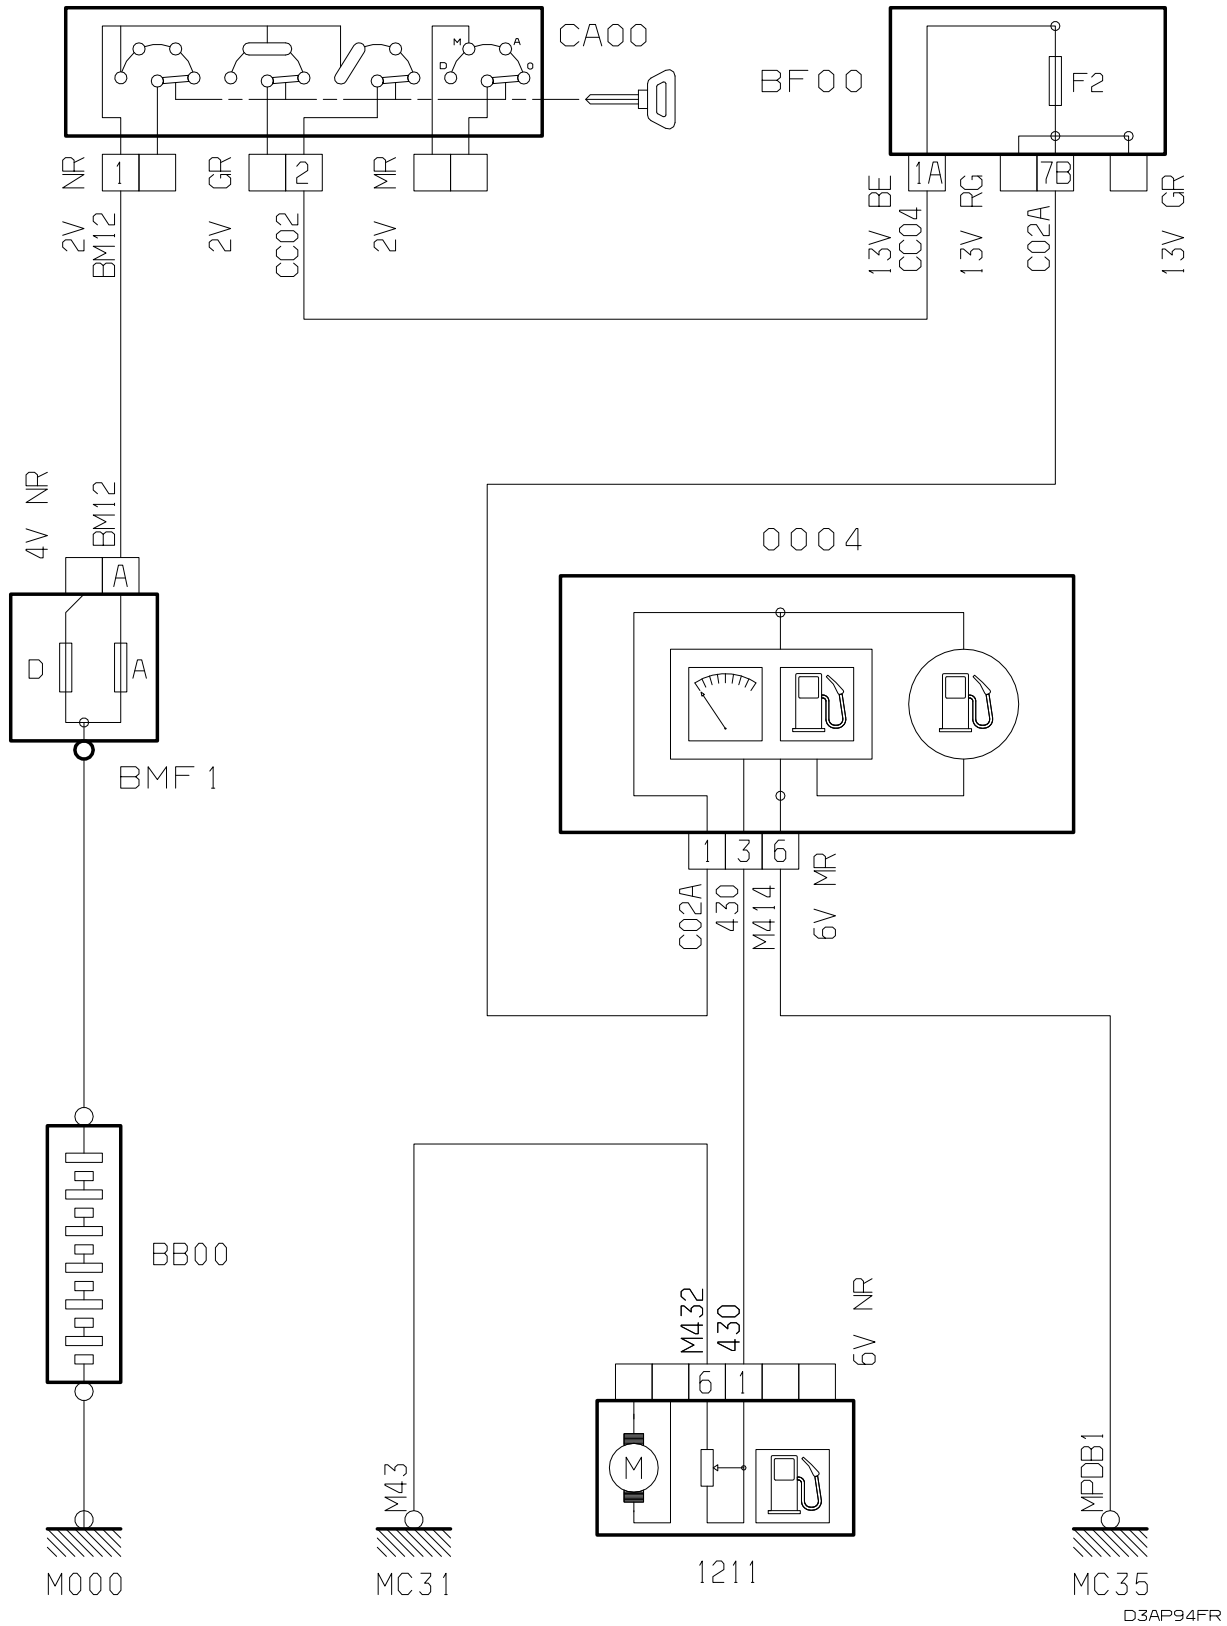 CA00
BF00
M
A
D
O
F2
1
2
1A
7B
2V NR
BM12
2V GR
CC02
2V MR
13V BE
CC04
13V RG
C02A
13V GR
4V NR
BM12
A
D
A
BMF1
0004
1
3
6
C02A
430
M414
6V MR
BB00
M432
430
6V NR
6
1
M
M43
MPDB1
M000
MC31
1211
MC35
D3AP94FR